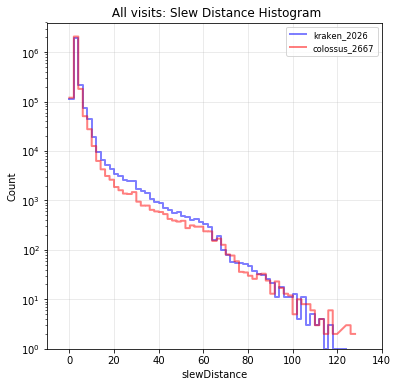 All visits: Slew Distance Histogram
kraken_2026
colossus_2667
10⁶
10⁵
10⁴
10³
10²
10¹
10⁰
Count
0 20 40 60 80 100 120 140
slewDistance